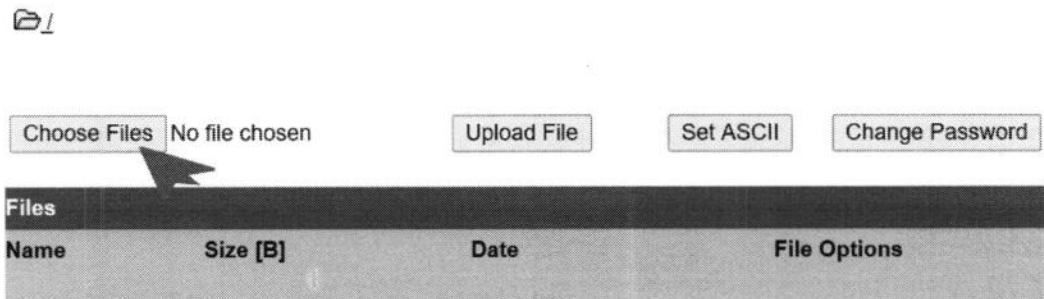 /
Choose Files No file chosen Upload File Set ASCII Change Password
Files
Name Size [B] Date File Options